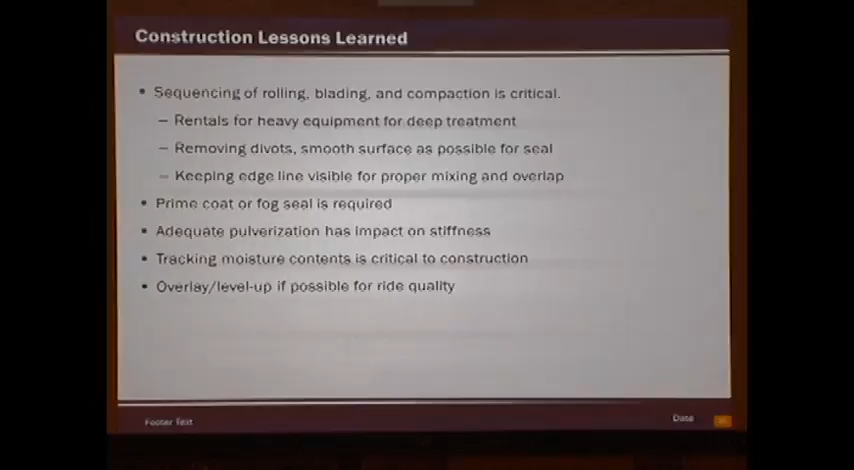 Construction Lessons Learned
• Sequencing of rolling, blading, and compaction is critical.
– Rentals for heavy equipment for deep treatment
– Removing divots, smooth surface as possible for seal
– Keeping edge line visible for proper mixing and overlap
• Prime coat or fog seal is required
• Adequate pulverization has impact on stiffness
• Tracking moisture contents is critical to construction
• Overlay/level-up if possible for ride quality
Footer Text
Date